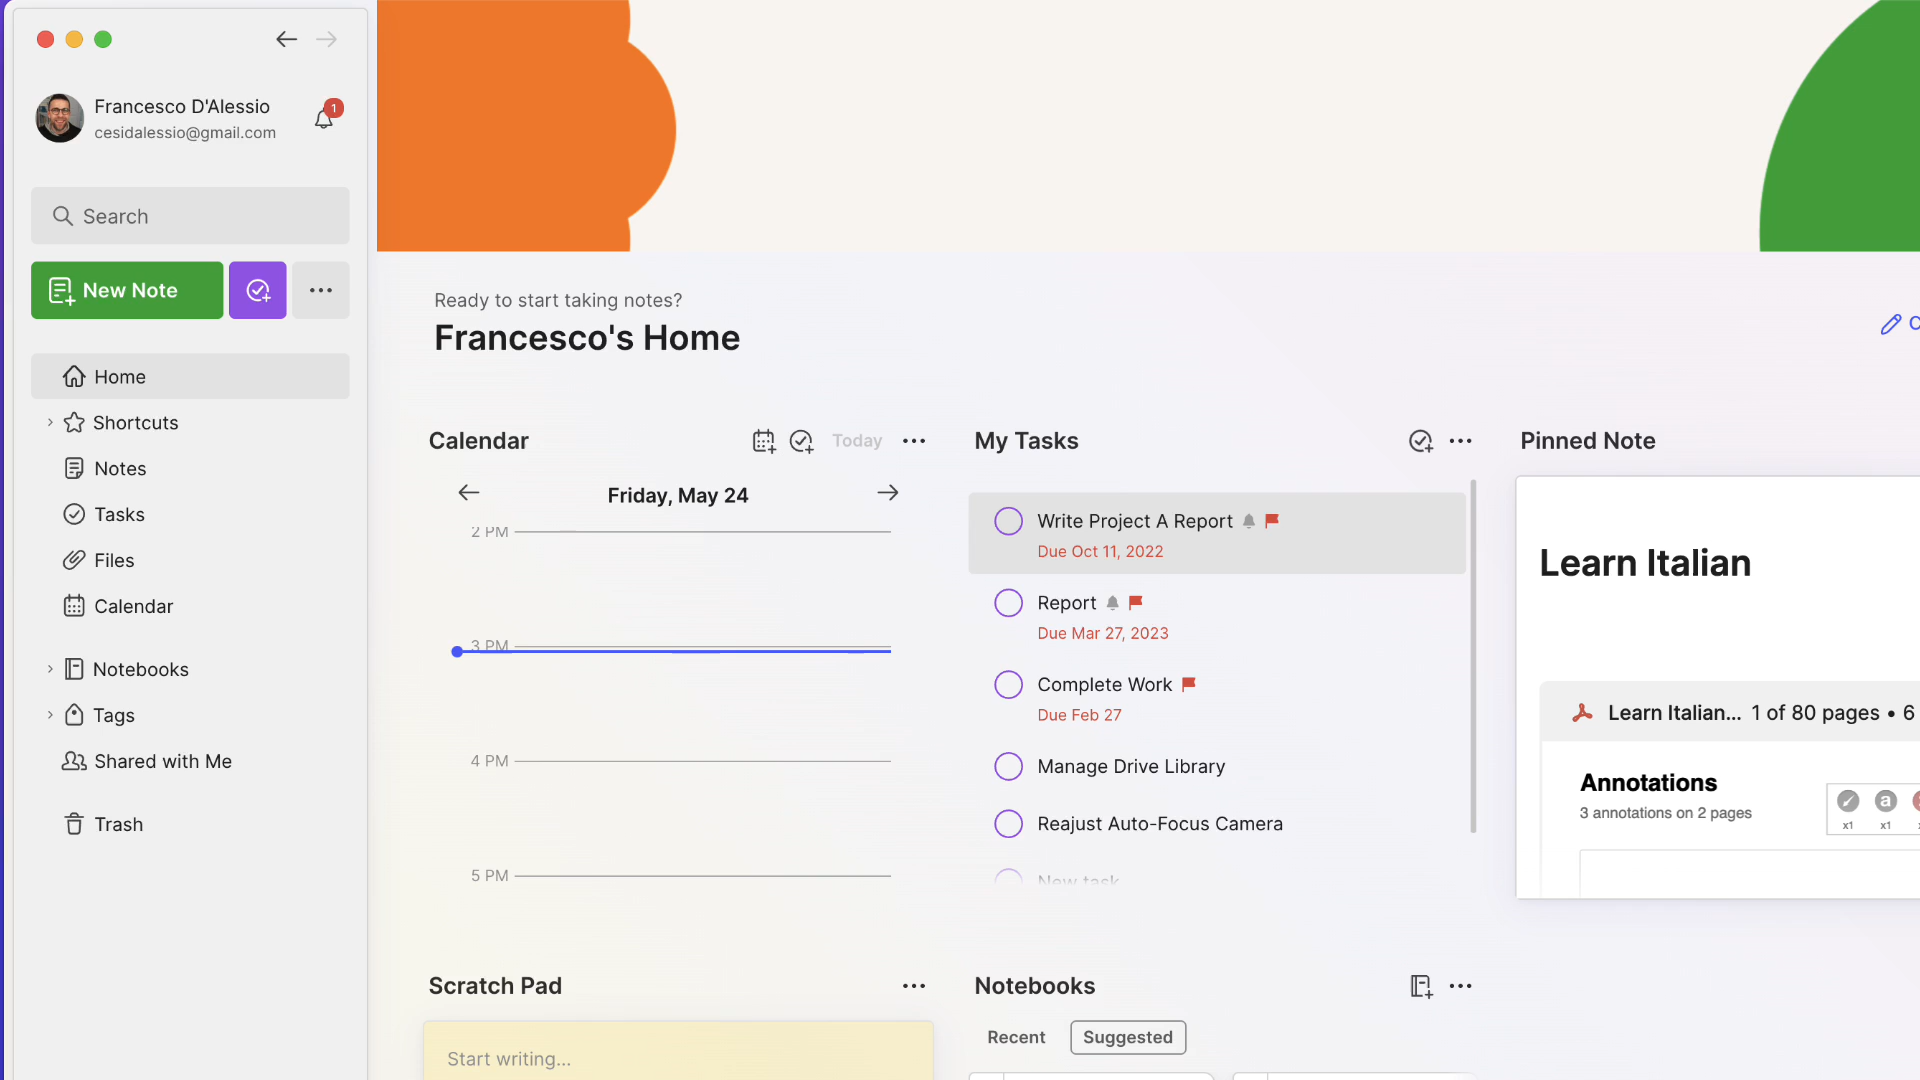 Francesco D'Alessio
cesidalessio@gmail.com
1
Search
New Note
Home
Shortcuts
Notes
Tasks
Files
Calendar
Notebooks
Tags
Shared with Me
Trash
Ready to start taking notes?
Francesco's Home
Calendar
Today
Friday, May 24
2 PM
3 PM
4 PM
5 PM
My Tasks
Write Project A Report
Due Oct 11, 2022
Report
Due Mar 27, 2023
Complete Work
Due Feb 27
Manage Drive Library
Reajust Auto-Focus Camera
New task
Pinned Note
Learn Italian
Learn Italian... 1 of 80 pages • 6
Annotations
3 annotations on 2 pages
a
x1 x1
Scratch Pad
Start writing...
Notebooks
Recent
Suggested